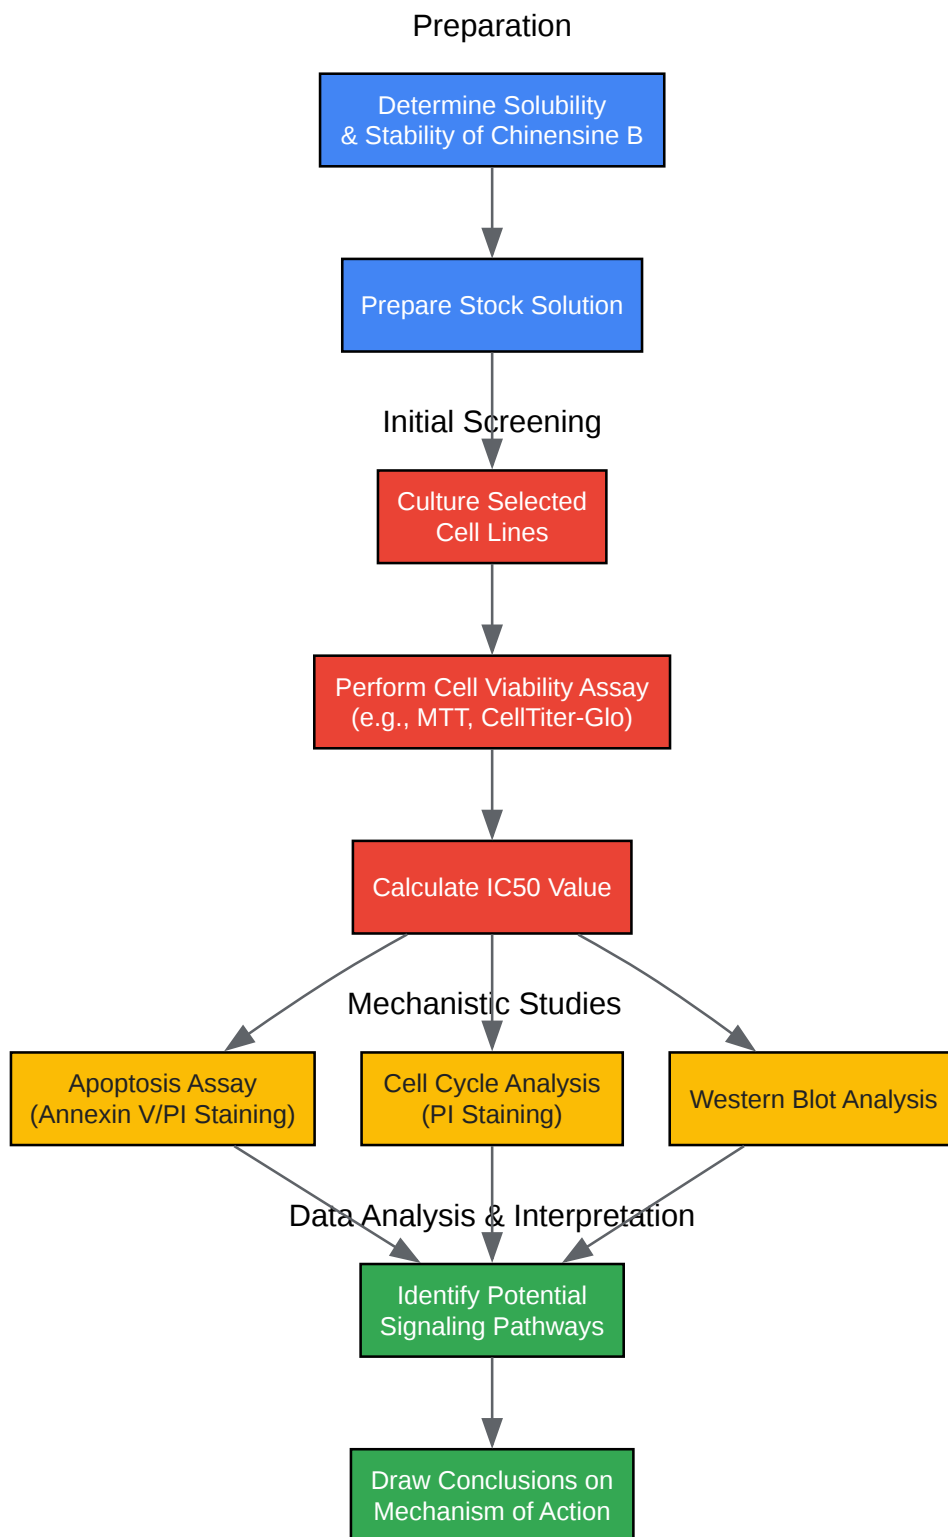 Preparation
Determine Solubility
& Stability of Chinensine B
Prepare Stock Solution
Initial Screening
Culture Selected
Cell Lines
Perform Cell Viability Assay
(e.g., MTT, CellTiter-Glo)
Calculate IC50 Value
Mechanistic Studies
Apoptosis Assay
(Annexin V/PI Staining)
Cell Cycle Analysis
(PI Staining)
Western Blot Analysis
Data Analysis & Interpretation
Identify Potential
Signaling Pathways
Draw Conclusions on
Mechanism of Action